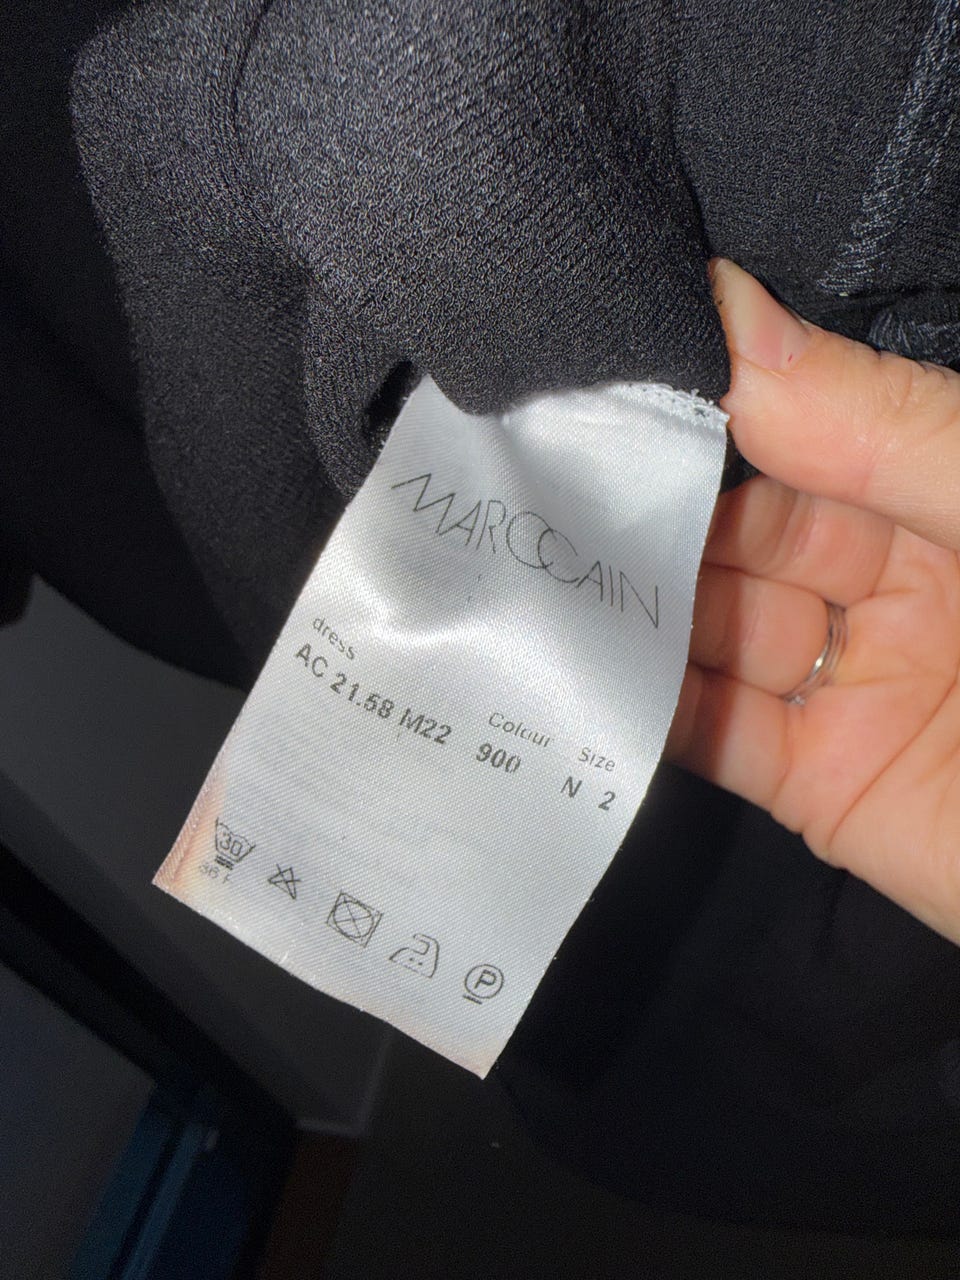 MARCCAIN
dress Colour Size
AC 21.58 M22 900 N 2
30
86 F
P